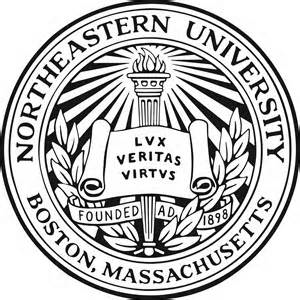 NORTHEASTERN UNIVERSITY
LVX
VERITAS
VIRTVS
FOUNDED AD 1898
BOSTON, MASSACHUSETTS